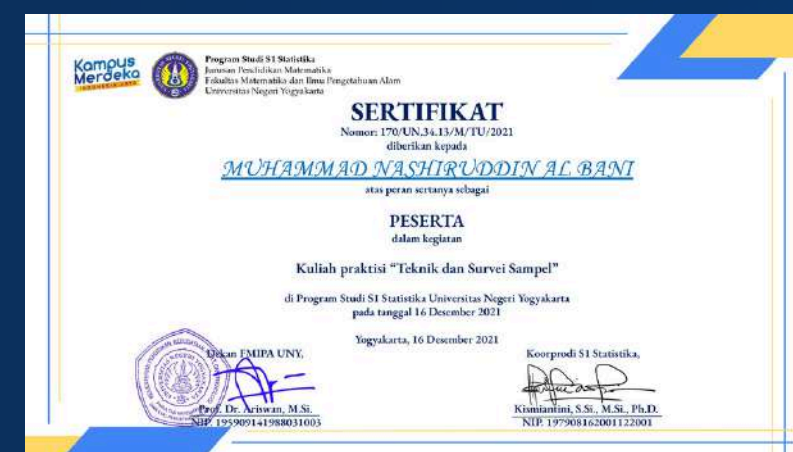 Kampus
Merdeka
INDONESIA JAYA
Program Studi S1 Statistika
Jurusan Pendidikan Matematika
Fakultas Matematika dan Ilmu Pengetahuan Alam
Universitas Negeri Yogyakarta
SERTIFIKAT
Nomor: 170/UN.34.13/M/TU/2021
diberikan kepada
MUHAMMAD NASHIRUDDIN AL BANI
atas peran sertanya sebagai
PESERTA
dalam kegiatan
Kuliah praktisi “Teknik dan Survei Sampel”
di Program Studi S1 Statistika Universitas Negeri Yogyakarta
pada tanggal 16 Desember 2021
Yogyakarta, 16 Desember 2021
Dekan FMIPA UNY,
Prof. Dr. Ariswan, M.Si.
NIP. 195909141988031003
Koorprodi S1 Statistika,
Kismiantini, S.Si., M.Si., Ph.D.
NIP. 197908162001122001